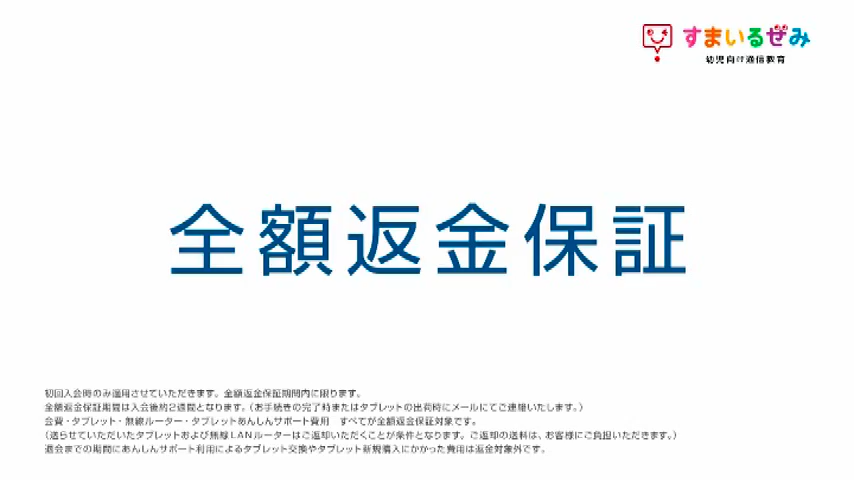 すまいるぜみ
幼児向け通信教育
全額返金保証
初回入会時のみ適用させていただきます。全額返金保証期間内に限ります。
全額返金保証期間は入会後約2週間となります。（お手続きの完了時またはタブレットの出荷時にメールにてご連絡いたします。）
会費・タブレット・無線ルーター・タブレットあんしんサポート費用　すべてが全額返金保証対象です。
（送らせていただいたタブレットおよび無線LANルーターはご返却いただくことが条件となります。ご返却の送料は、お客様にご負担いただきます。）
退会までの期間にあんしんサポート利用によるタブレット交換やタブレット新規購入にかかった費用は返金対象外です。